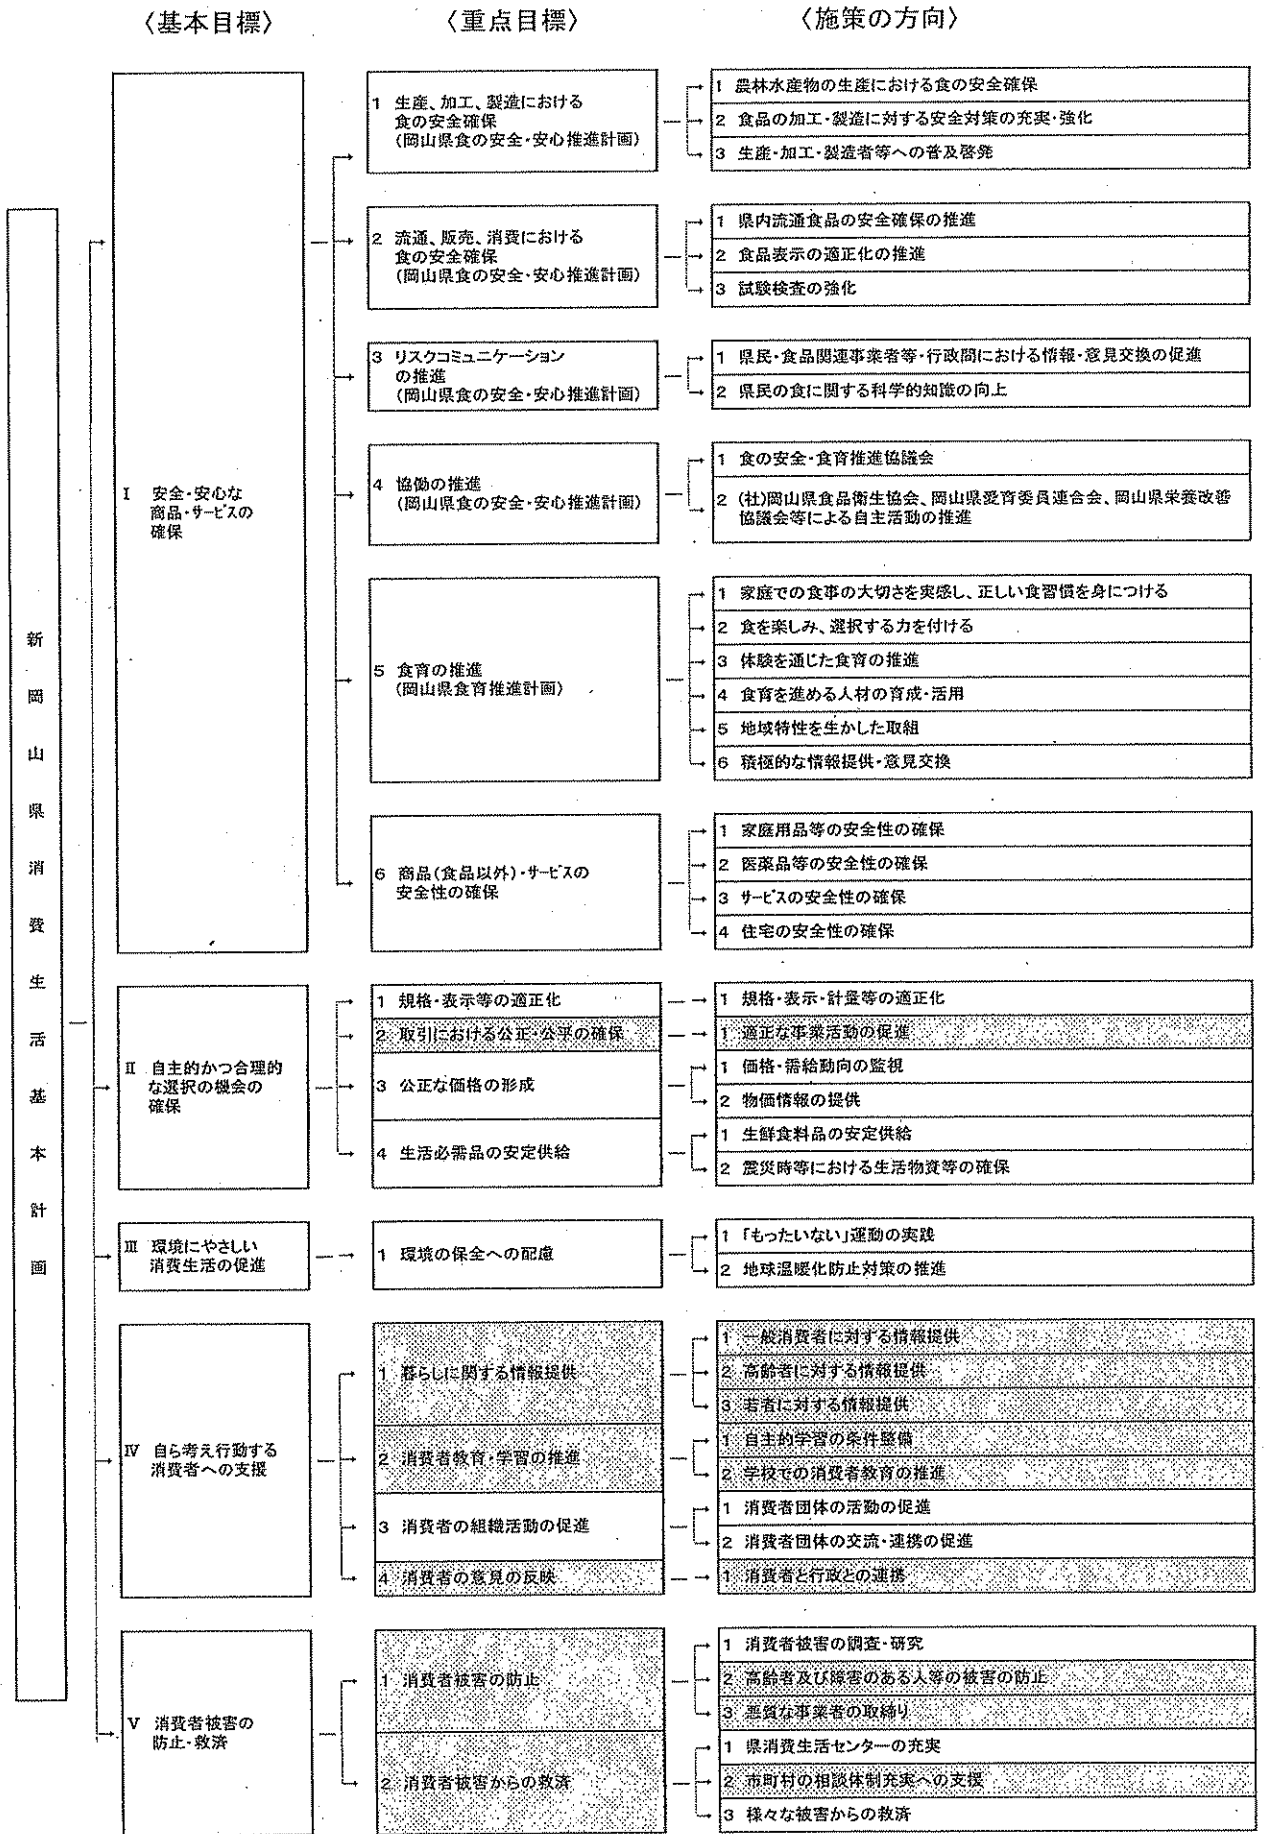 〈基本目標〉 〈重点目標〉 〈施策の方向〉
新岡山県消費生活基本計画
Ⅰ 安全・安心な
商品・サービスの
確保
1 生産、加工、製造における
食の安全確保
(岡山県食の安全・安心推進計画)
1 農林水産物の生産における食の安全確保
2 食品の加工・製造に対する安全対策の充実・強化
3 生産・加工・製造者等への普及啓発
2 流通、販売、消費における
食の安全確保
(岡山県食の安全・安心推進計画)
1 県内流通食品の安全確保の推進
2 食品表示の適正化の推進
3 試験検査の強化
3 リスクコミュニケーション
の推進
(岡山県食の安全・安心推進計画)
1 県民・食品関連事業者等・行政間における情報・意見交換の促進
2 県民の食に関する科学的知識の向上
4 協働の推進
(岡山県食の安全・安心推進計画)
1 食の安全・食育推進協議会
2 (社)岡山県食品衛生協会、岡山県愛育委員連合会、岡山県栄養改善
協議会等による自主活動の推進
5 食育の推進
(岡山県食育推進計画)
1 家庭での食事の大切さを実感し、正しい食習慣を身につける
2 食を楽しみ、選択する力を付ける
3 体験を通じた食育の推進
4 食育を進める人材の育成・活用
5 地域特性を生かした取組
6 積極的な情報提供・意見交換
6 商品(食品以外)・サービスの
安全性の確保
1 家庭用品等の安全性の確保
2 医薬品等の安全性の確保
3 サービスの安全性の確保
4 住宅の安全性の確保
Ⅱ 自主的かつ合理的
な選択の機会の
確保
1 規格・表示等の適正化
1 規格・表示・計量等の適正化
2 取引における公正・公平の確保
1 適正な事業活動の促進
3 公正な価格の形成
1 価格・需給動向の監視
2 物価情報の提供
4 生活必需品の安定供給
1 生鮮食料品の安定供給
2 震災時等における生活物資等の確保
Ⅲ 環境にやさしい
消費生活の促進
1 環境の保全への配慮
1 「もったいない」運動の実践
2 地球温暖化防止対策の推進
Ⅳ 自ら考え行動する
消費者への支援
1 暮らしに関する情報提供
1 一般消費者に対する情報提供
2 高齢者に対する情報提供
3 若者に対する情報提供
2 消費者教育・学習の推進
1 自主的学習の条件整備
2 学校での消費者教育の推進
3 消費者の組織活動の促進
1 消費者団体の活動の促進
2 消費者団体の交流・連携の促進
4 消費者の意見の反映
1 消費者と行政との連携
Ⅴ 消費者被害の
防止・救済
1 消費者被害の防止
1 消費者被害の調査・研究
2 高齢者及び障害のある人等の被害の防止
3 悪質な事業者の取締り
2 消費者被害からの救済
1 県消費生活センターの充実
2 市町村の相談体制充実への支援
3 様々な被害からの救済